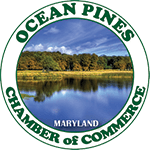 OCEAN PINES
MARYLAND
CHAMBER of COMMERCE